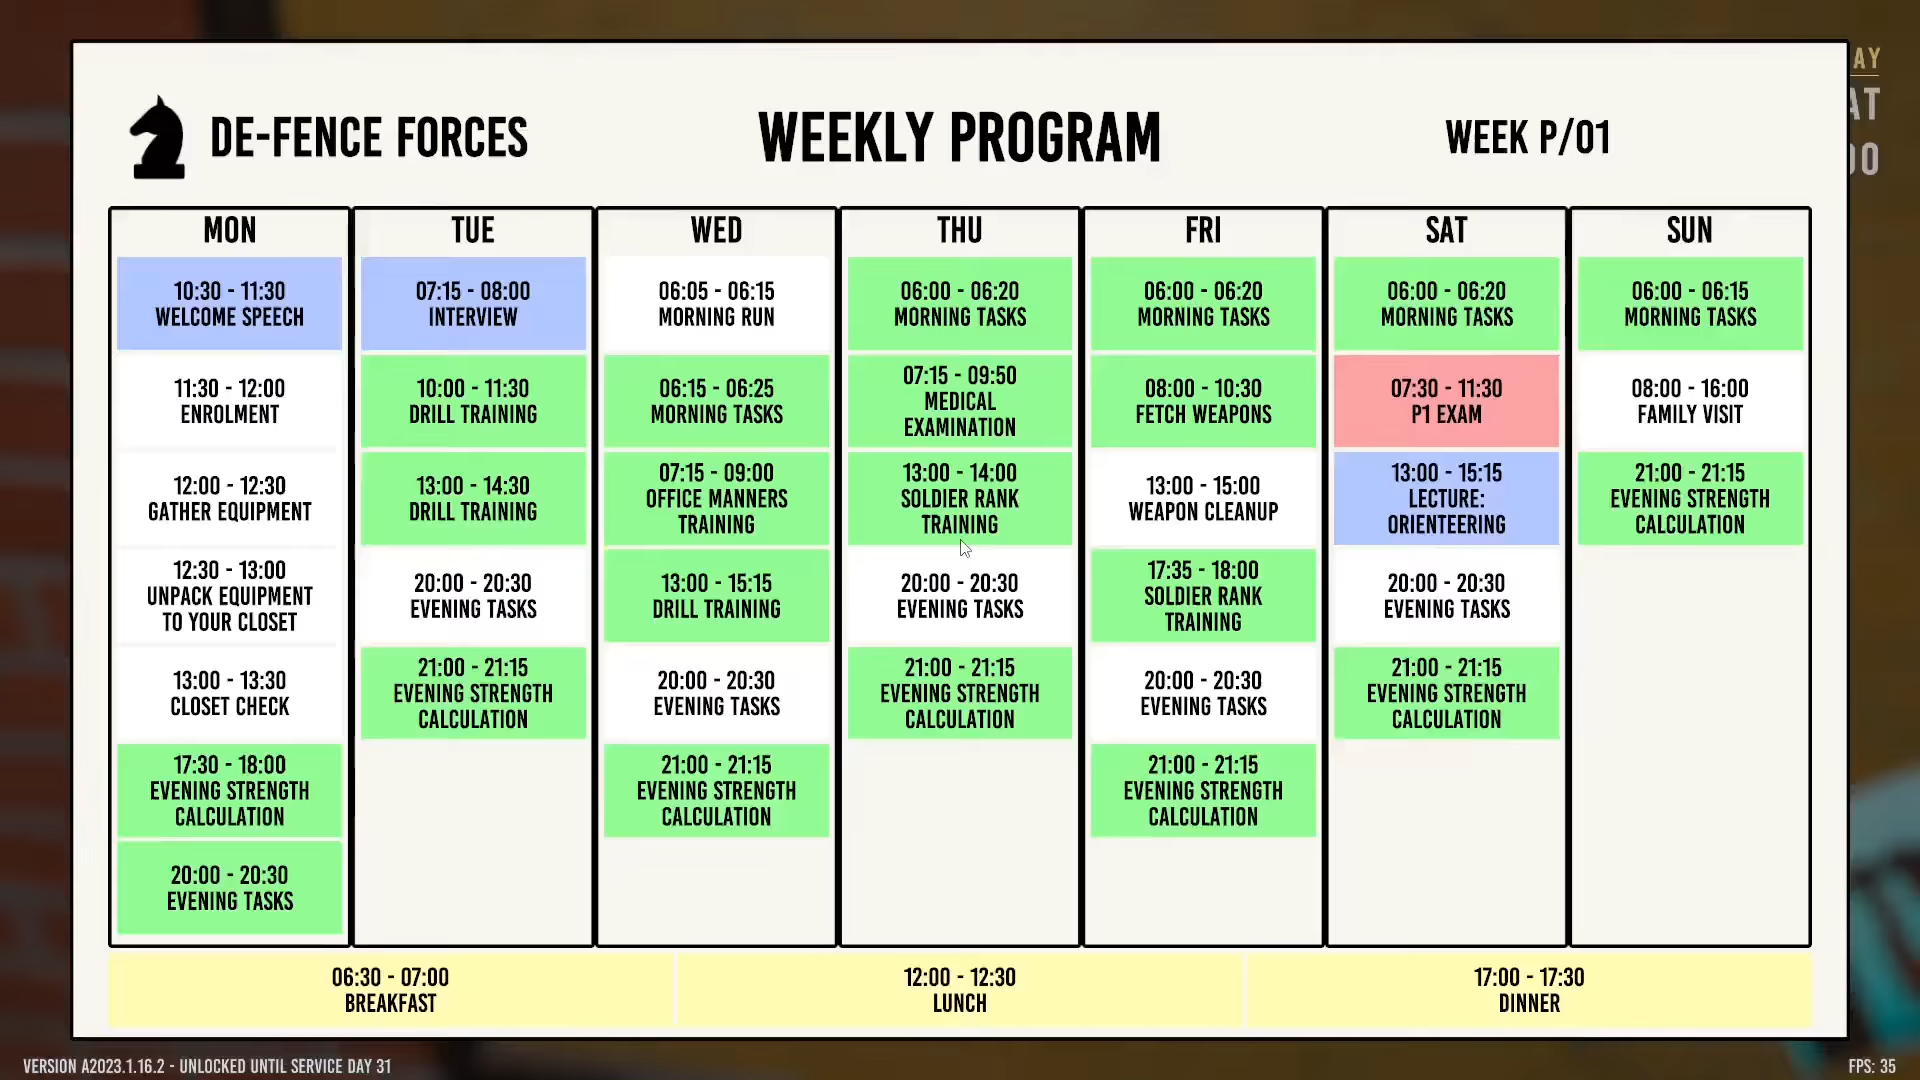 DE-FENCE FORCES
WEEKLY PROGRAM
WEEK P/01
AY
AT
00
MON
10:30 - 11:30
WELCOME SPEECH
11:30 - 12:00
ENROLMENT
12:00 - 12:30
GATHER EQUIPMENT
12:30 - 13:00
UNPACK EQUIPMENT
TO YOUR CLOSET
13:00 - 13:30
CLOSET CHECK
17:30 - 18:00
EVENING STRENGTH
CALCULATION
20:00 - 20:30
EVENING TASKS
TUE
07:15 - 08:00
INTERVIEW
10:00 - 11:30
DRILL TRAINING
13:00 - 14:30
DRILL TRAINING
20:00 - 20:30
EVENING TASKS
21:00 - 21:15
EVENING STRENGTH
CALCULATION
WED
06:05 - 06:15
MORNING RUN
06:15 - 06:25
MORNING TASKS
07:15 - 09:00
OFFICE MANNERS
TRAINING
13:00 - 15:15
DRILL TRAINING
20:00 - 20:30
EVENING TASKS
21:00 - 21:15
EVENING STRENGTH
CALCULATION
THU
06:00 - 06:20
MORNING TASKS
07:15 - 09:50
MEDICAL
EXAMINATION
13:00 - 14:00
SOLDIER RANK
TRAINING
20:00 - 20:30
EVENING TASKS
21:00 - 21:15
EVENING STRENGTH
CALCULATION
FRI
06:00 - 06:20
MORNING TASKS
08:00 - 10:30
FETCH WEAPONS
13:00 - 15:00
WEAPON CLEANUP
17:35 - 18:00
SOLDIER RANK
TRAINING
20:00 - 20:30
EVENING TASKS
21:00 - 21:15
EVENING STRENGTH
CALCULATION
SAT
06:00 - 06:20
MORNING TASKS
07:30 - 11:30
P1 EXAM
13:00 - 15:15
LECTURE:
ORIENTEERING
20:00 - 20:30
EVENING TASKS
21:00 - 21:15
EVENING STRENGTH
CALCULATION
SUN
06:00 - 06:15
MORNING TASKS
08:00 - 16:00
FAMILY VISIT
21:00 - 21:15
EVENING STRENGTH
CALCULATION
06:30 - 07:00
BREAKFAST
12:00 - 12:30
LUNCH
17:00 - 17:30
DINNER
VERSION A2023.1.16.2 - UNLOCKED UNTIL SERVICE DAY 31
FPS: 35